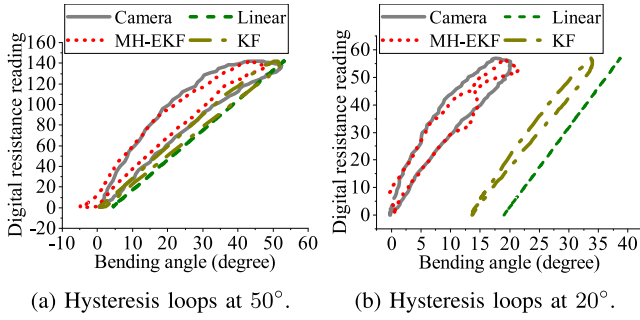 Camera Linear
MH-EKF KF
Digital resistance reading
160
140
120
100
80
60
40
20
0
-20
-10 0 10 20 30 40 50 60
Bending angle (degree)
(a) Hysteresis loops at 50°.
Camera Linear
MH-EKF KF
Digital resistance reading
60
50
40
30
20
10
0
0 5 10 15 20 25 30 35 40
Bending angle (degree)
(b) Hysteresis loops at 20°.